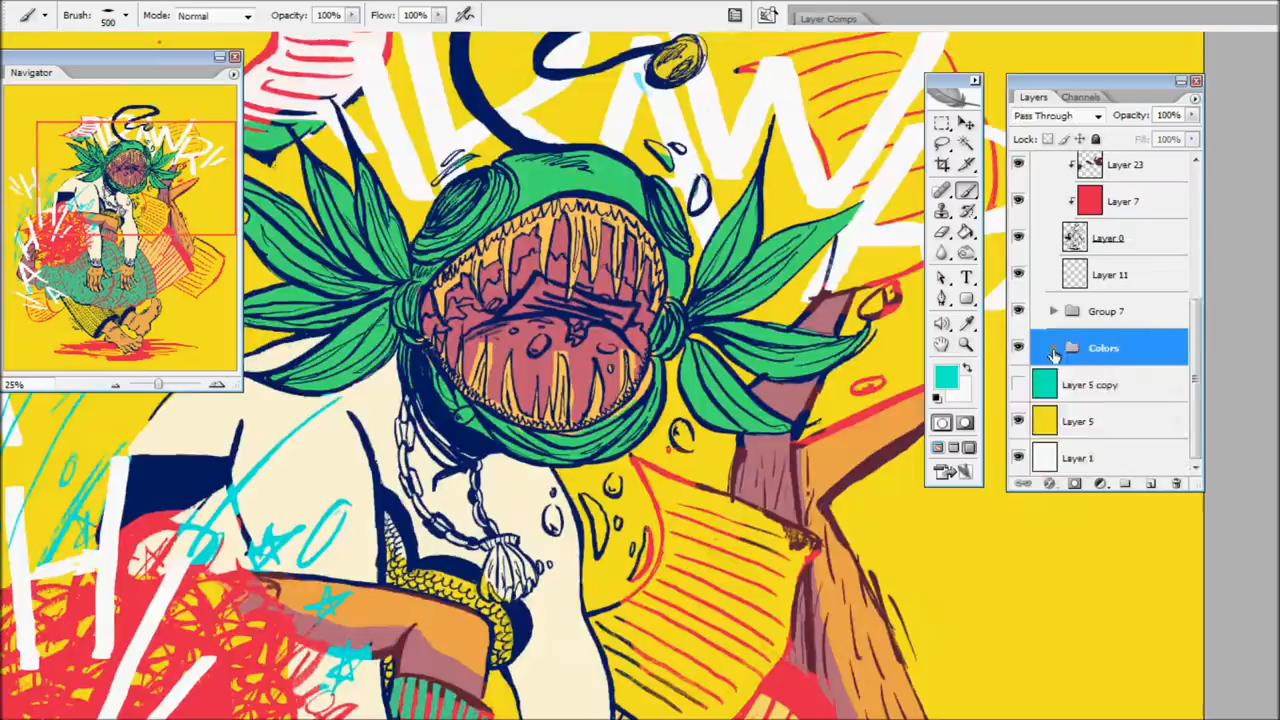 Brush: 500 Mode: Normal Opacity: 100% Flow: 100%
Layer Comps
Navigator
25%
Layers Channels
Pass Through Opacity: 100%
Lock: Fill: 100%
Layer 23
Layer 7
Layer 0
Layer 11
Group 7
Colors
Layer 5 copy
Layer 5
Layer 1